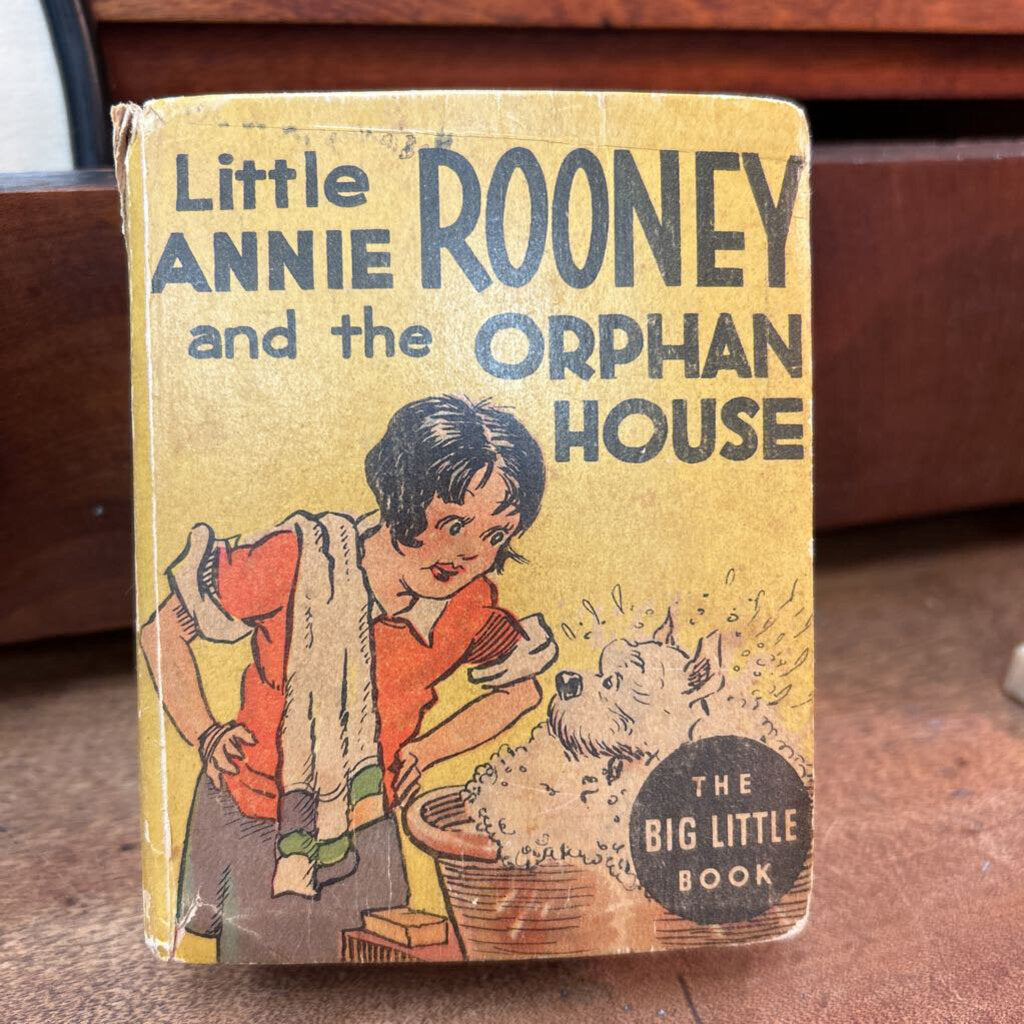 Little
ANNIE ROONEY
and the ORPHAN
HOUSE
THE
BIG LITTLE
BOOK